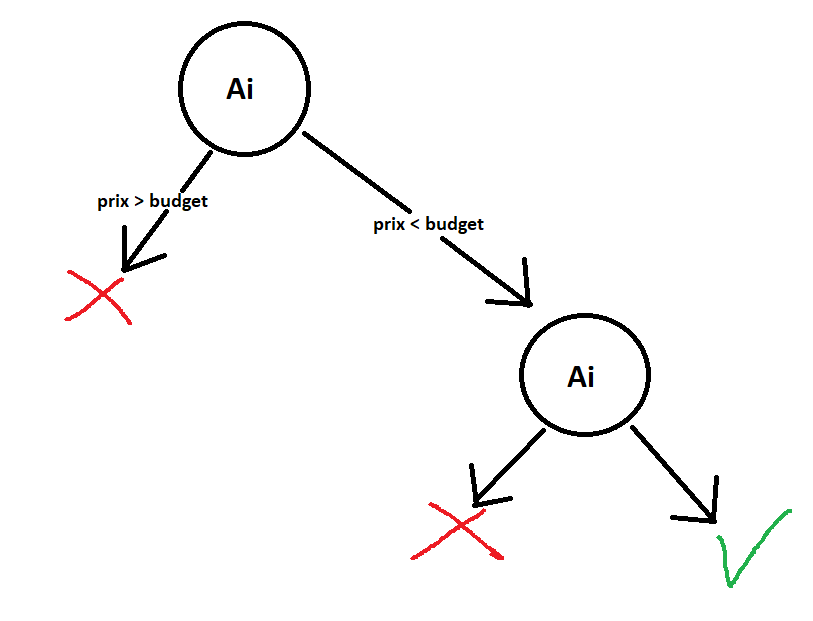 Ai
prix > budget
prix < budget
Ai